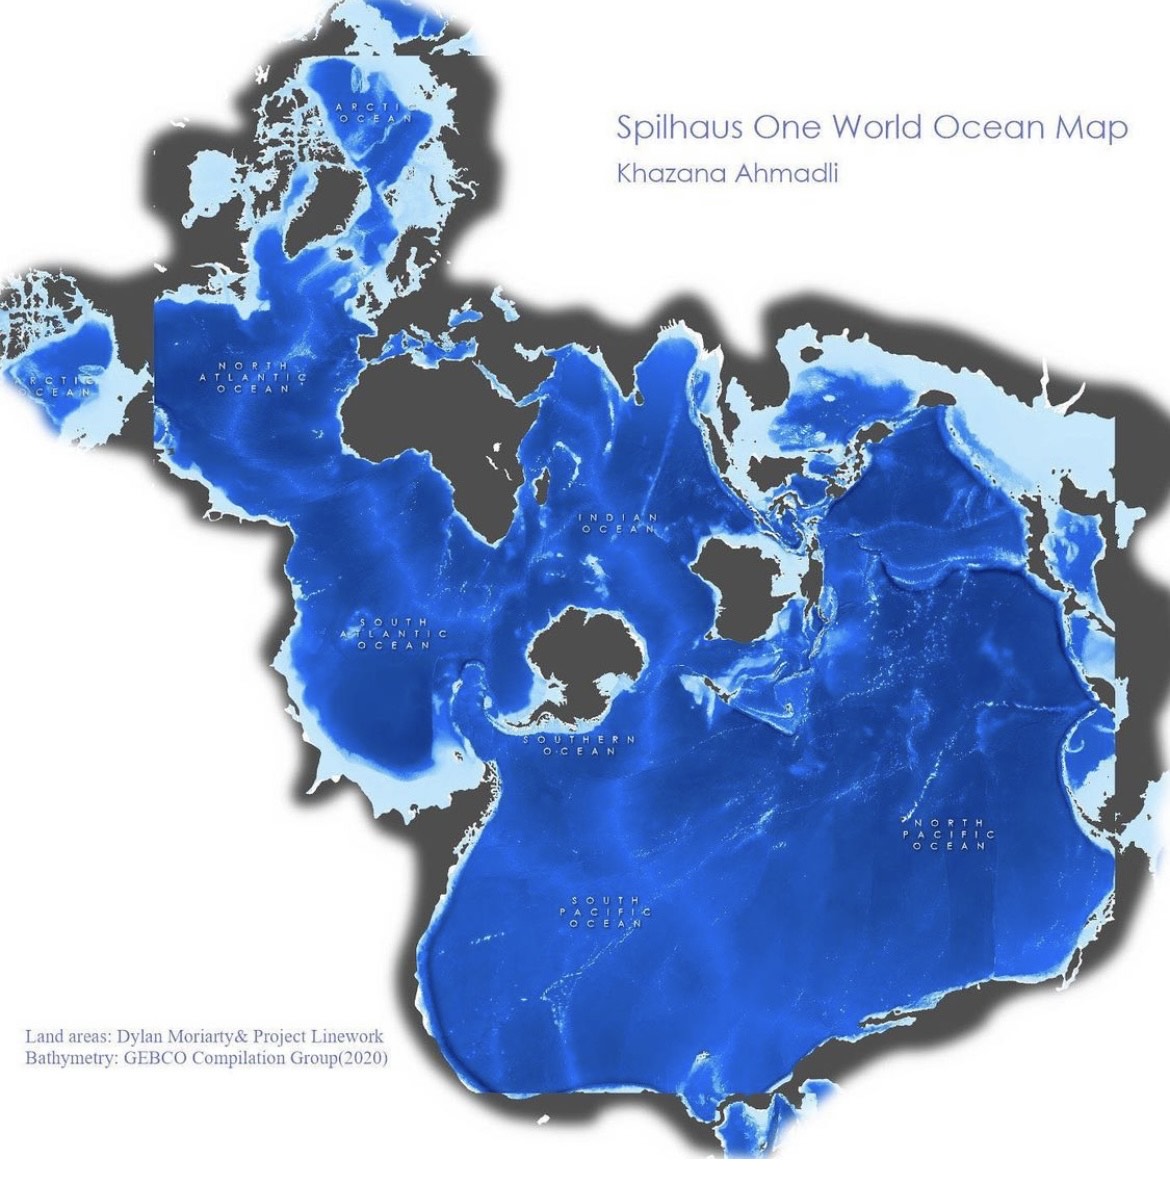 ARCTIC
OCEAN
Spilhaus One World Ocean Map
Khazana Ahmadli
NORTH
ATLANTIC
OCEAN
ARCTIC
OCEAN
INDIAN
OCEAN
SOUTH
ATLANTIC
OCEAN
SOUTHERN
OCEAN
NORTH
PACIFIC
OCEAN
SOUTH
PACIFIC
OCEAN
Land areas: Dylan Moriarty& Project Linework
Bathymetry: GEBCO Compilation Group(2020)